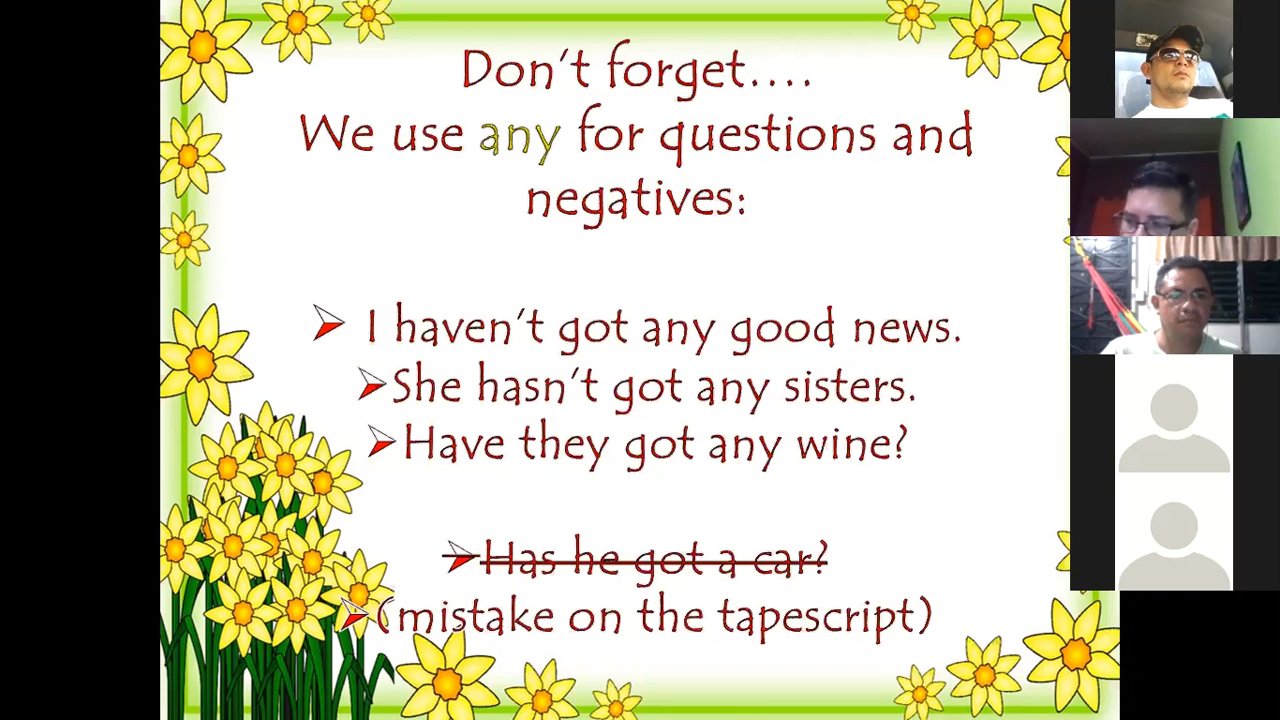 Don't forget....
We use any for questions and
negatives:
I haven't got any good news.
She hasn't got any sisters.
Have they got any wine?
Has he got a car?
(mistake on the tapescript)